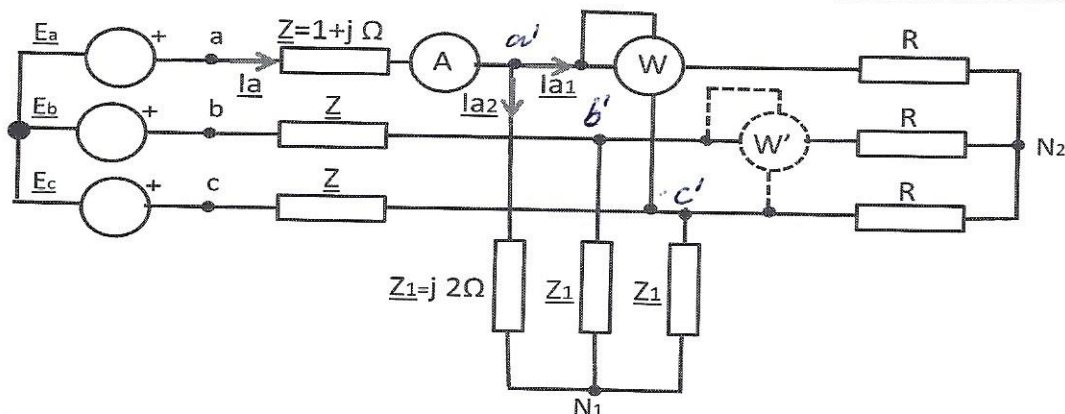 Ea + a Z=1+j Ω A a' W R
Ia Ia1
Ia2
Eb + b Z b' W' R N2
Ec + c Z c' R
Z1=j 2Ω Z1 Z1
N1